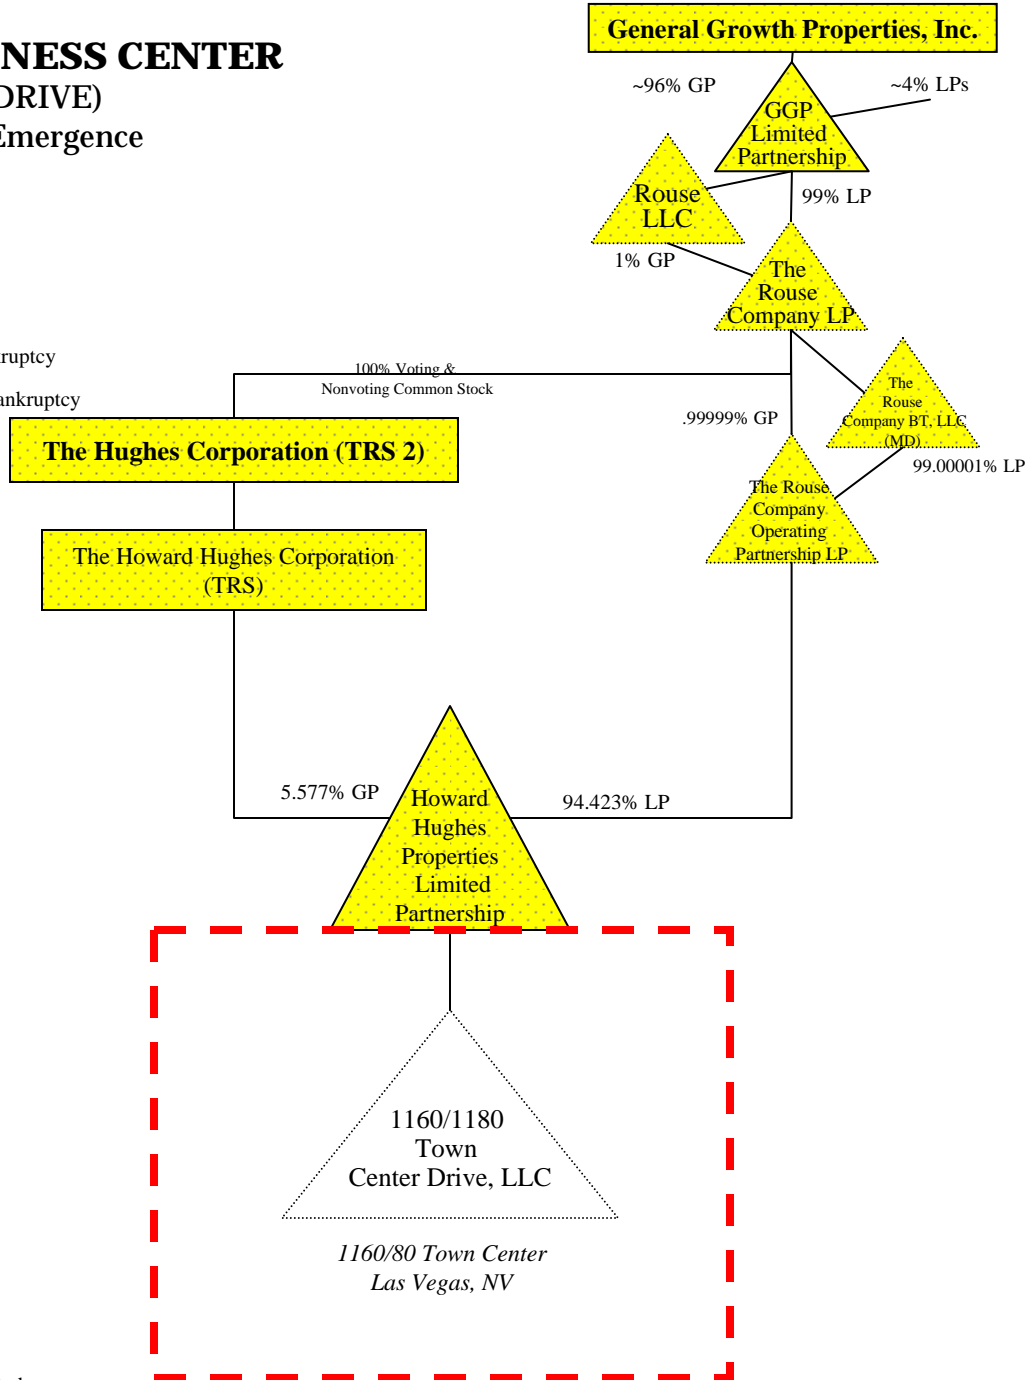 NESS CENTER
DRIVE)
Emergence
General Growth Properties, Inc.
~96% GP
~4% LPs
GGP
Limited
Partnership
Rouse
LLC
99% LP
1% GP
The
Rouse
Company LP
ruptcy
ankruptcy
100% Voting &
Nonvoting Common Stock
The Hughes Corporation (TRS 2)
The
Rouse
Company BT, LLC
(MD)
.99999% GP
99.00001% LP
The Rouse
Company
Operating
Partnership LP
The Howard Hughes Corporation
(TRS)
5.577% GP
94.423% LP
Howard
Hughes
Properties
Limited
Partnership
1160/1180
Town
Center Drive, LLC
1160/80 Town Center
Las Vegas, NV